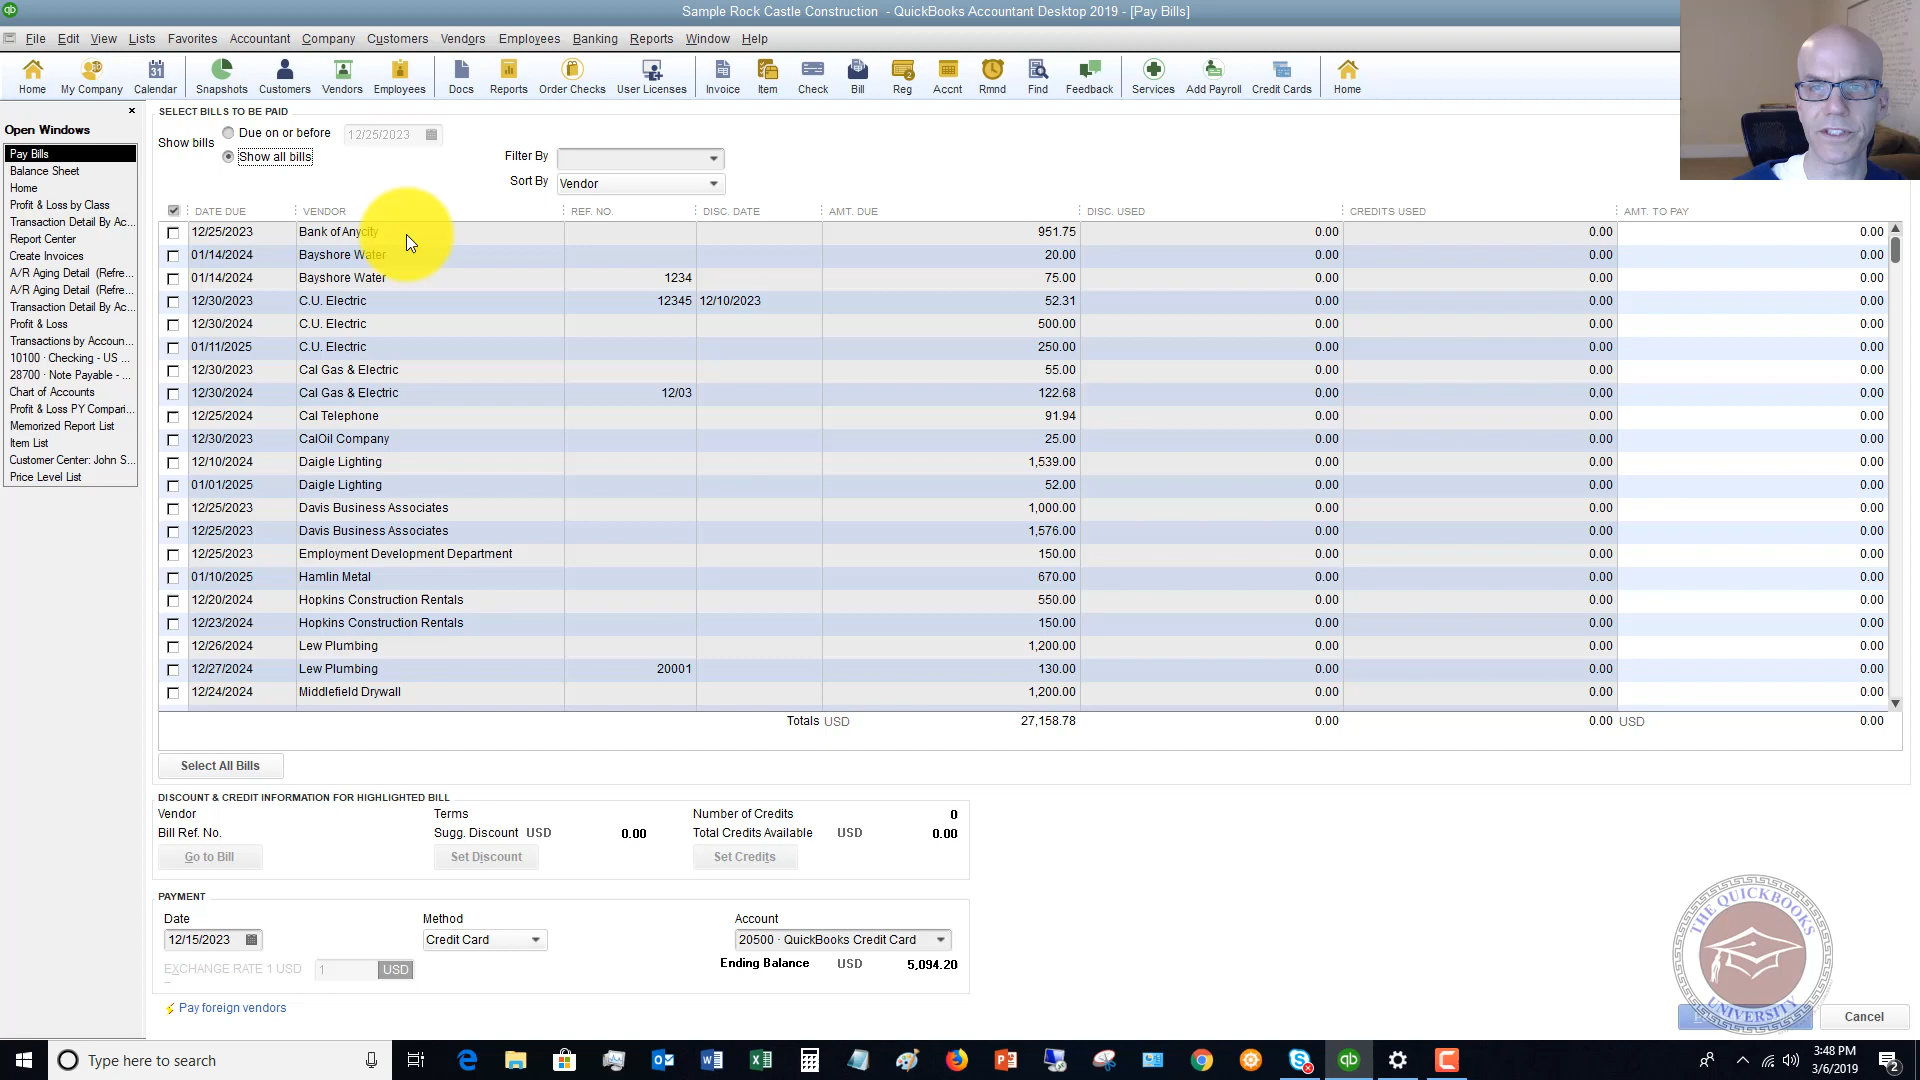 Sample Rock Castle Construction - QuickBooks Accountant Desktop 2019 - [Pay Bills]
File Edit View Lists Favorites Accountant Company Customers Vendors Employees Banking Reports Window Help
Home My Company Calendar Snapshots Customers Vendors Employees Docs Reports Order Checks User Licenses Invoice Item Check Bill Reg Accnt Rmnd Find Feedback Services Add Payroll Credit Cards Home
Open Windows
Pay Bills
Balance Sheet
Home
Profit & Loss by Class
Transaction Detail By Ac...
Report Center
Create Invoices
A/R Aging Detail (Refre...
A/R Aging Detail (Refre...
Transaction Detail By Ac...
Profit & Loss
Transactions by Accoun...
10100 · Checking - US ...
28700 · Note Payable - ...
Chart of Accounts
Profit & Loss PY Compari...
Memorized Report List
Item List
Customer Center: John S...
Price Level List
SELECT BILLS TO BE PAID
Show bills
Due on or before 12/25/2023
Show all bills
Filter By
Sort By Vendor
DATE DUE VENDOR REF. NO. DISC. DATE AMT. DUE DISC. USED CREDITS USED AMT. TO PAY
12/25/2023 Bank of Anycity 951.75 0.00 0.00 0.00
01/14/2024 Bayshore Water 20.00 0.00 0.00 0.00
01/14/2024 Bayshore Water 1234 75.00 0.00 0.00 0.00
12/30/2023 C.U. Electric 12345 12/10/2023 52.31 0.00 0.00 0.00
12/30/2024 C.U. Electric 500.00 0.00 0.00 0.00
01/11/2025 C.U. Electric 250.00 0.00 0.00 0.00
12/30/2023 Cal Gas & Electric 55.00 0.00 0.00 0.00
12/30/2024 Cal Gas & Electric 12/03 122.68 0.00 0.00 0.00
12/25/2024 Cal Telephone 91.94 0.00 0.00 0.00
12/30/2023 CalOil Company 25.00 0.00 0.00 0.00
12/10/2024 Daigle Lighting 1,539.00 0.00 0.00 0.00
01/01/2025 Daigle Lighting 52.00 0.00 0.00 0.00
12/25/2023 Davis Business Associates 1,000.00 0.00 0.00 0.00
12/25/2023 Davis Business Associates 1,576.00 0.00 0.00 0.00
12/25/2023 Employment Development Department 150.00 0.00 0.00 0.00
01/10/2025 Hamlin Metal 670.00 0.00 0.00 0.00
12/20/2024 Hopkins Construction Rentals 550.00 0.00 0.00 0.00
12/23/2024 Hopkins Construction Rentals 150.00 0.00 0.00 0.00
12/26/2024 Lew Plumbing 1,200.00 0.00 0.00 0.00
12/27/2024 Lew Plumbing 20001 130.00 0.00 0.00 0.00
12/24/2024 Middlefield Drywall 1,200.00 0.00 0.00 0.00
Totals USD 27,158.78 0.00 0.00 USD 0.00
Select All Bills
DISCOUNT & CREDIT INFORMATION FOR HIGHLIGHTED BILL
Vendor Terms Number of Credits 0
Bill Ref. No. Sugg. Discount USD 0.00 Total Credits Available USD 0.00
Go to Bill Set Discount Set Credits
PAYMENT
Date Method Account
12/15/2023 Credit Card 20500 · QuickBooks Credit Card
EXCHANGE RATE 1 USD 1 USD Ending Balance USD 5,094.20
Pay foreign vendors
THE QUICKBOOKS
UNIVERSITY
Cancel
Type here to search
3:48 PM
3/6/2019
2